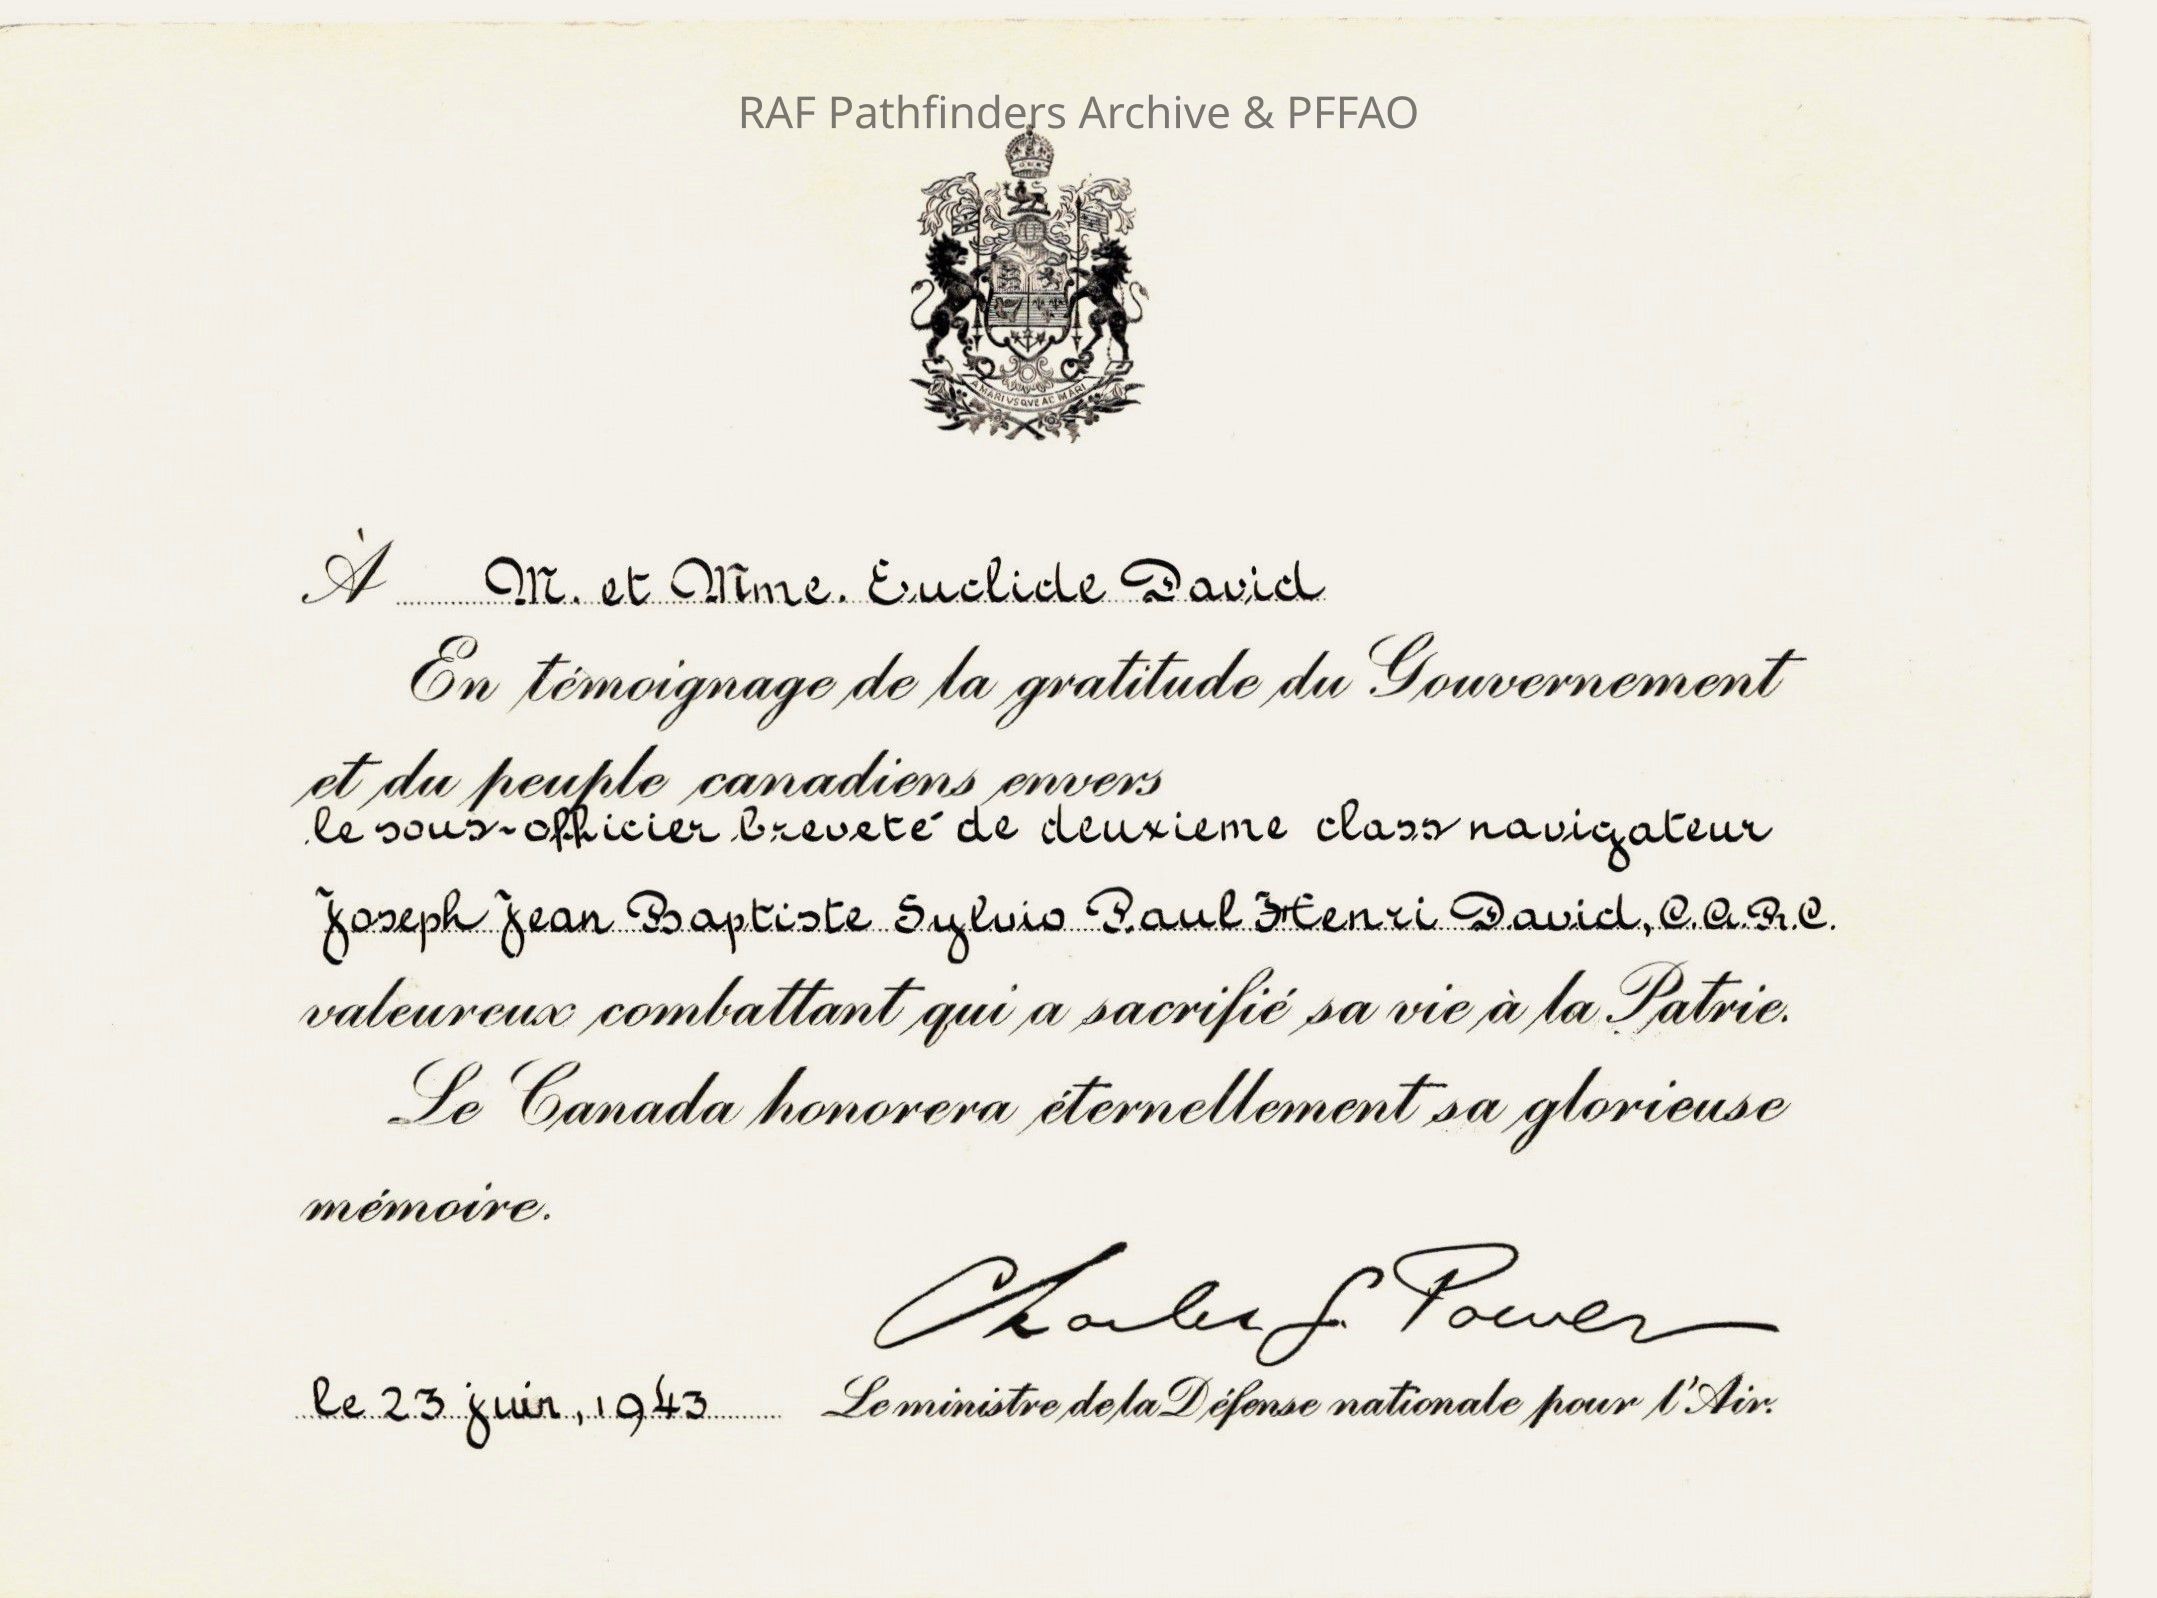 RAF Pathfinders Archive & PFFAO
A MARI VSQVE AD MARE
À M. et Mme. Euclide David
En témoignage de la gratitude du Gouvernement
et du peuple canadiens envers
le sous-officier breveté de deuxieme class navigateur
Joseph Jean Baptiste Sylvio Paul Henri David, C.A.R.C.
valeureux combattant qui a sacrifié sa vie à la Patrie.
Le Canada honorera éternellement sa glorieuse
mémoire.
Charles G. Power
le 23 juin, 1943 Le ministre de la Défense nationale pour l'Air.